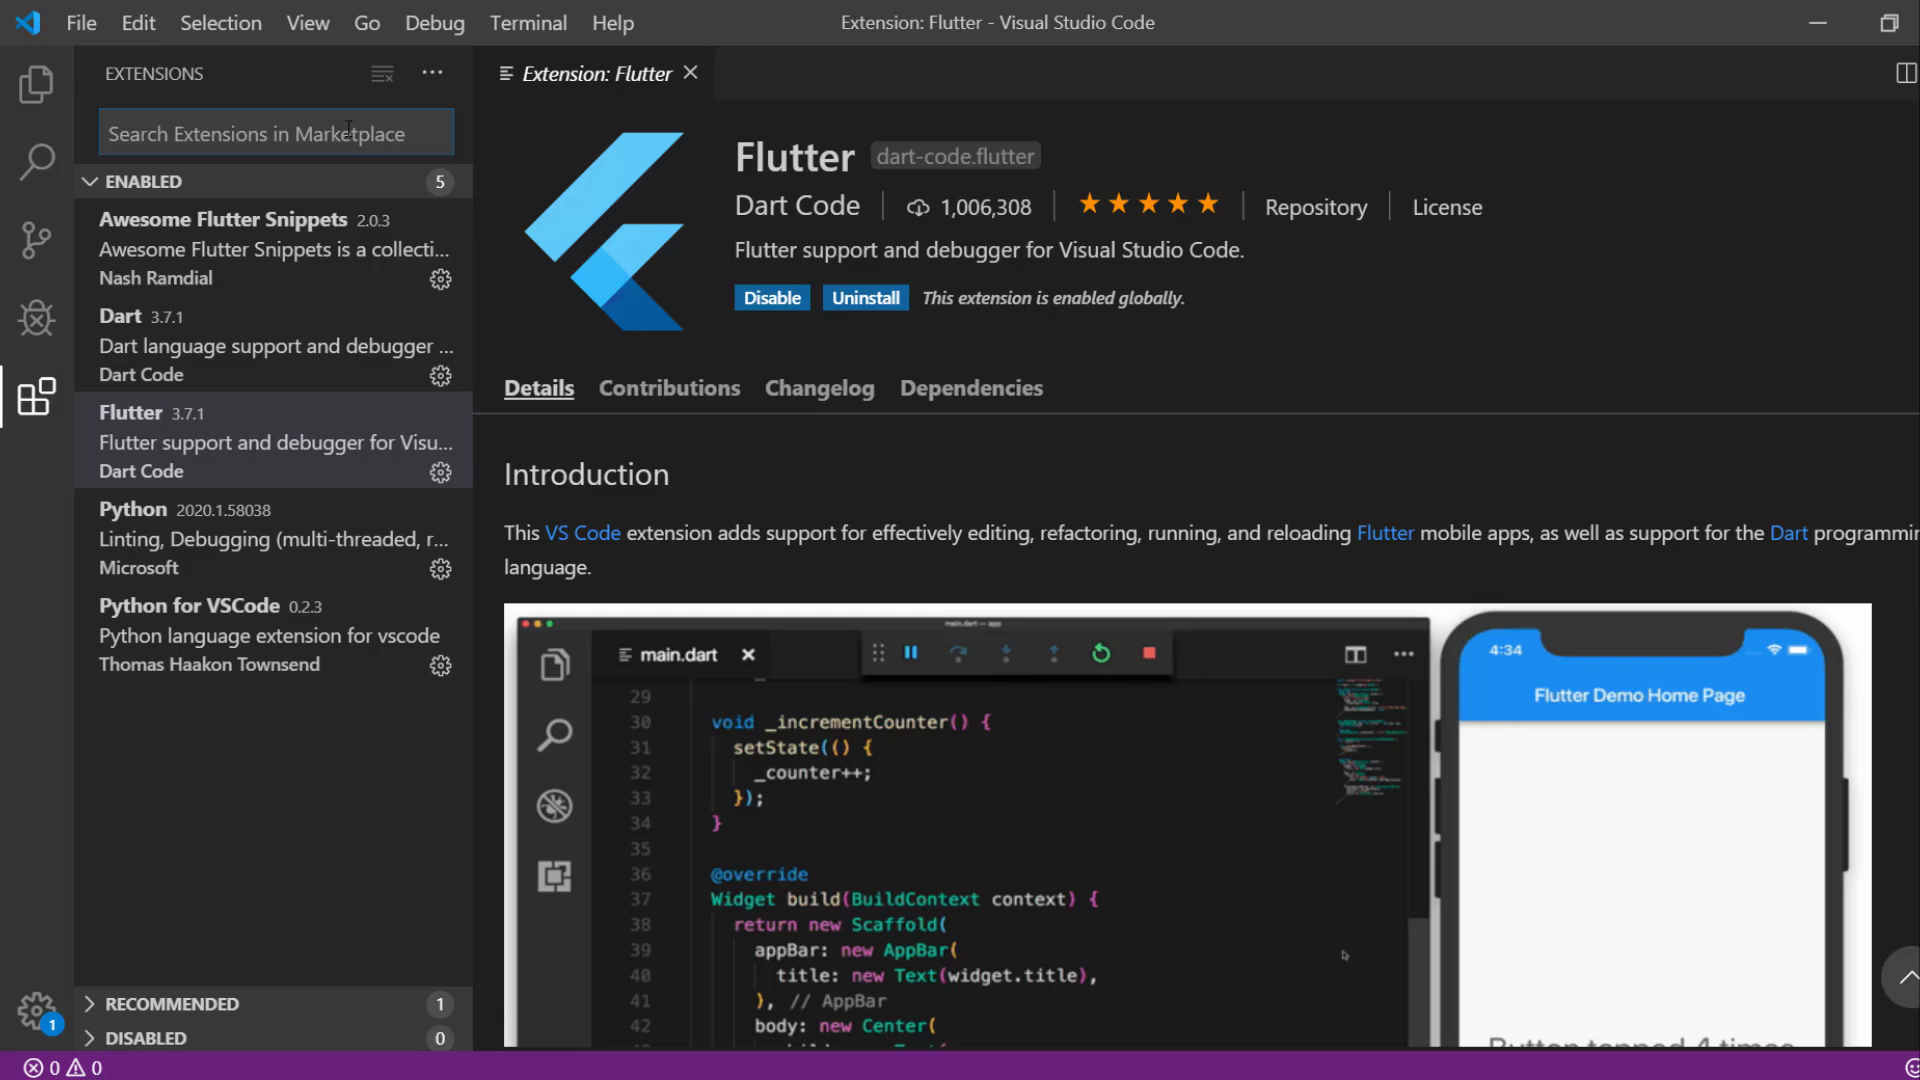 File Edit Selection View Go Debug Terminal Help
Extension: Flutter - Visual Studio Code
EXTENSIONS
Search Extensions in Marketplace
ENABLED 5
Awesome Flutter Snippets 2.0.3
Awesome Flutter Snippets is a collecti...
Nash Ramdial
Dart 3.7.1
Dart language support and debugger ...
Dart Code
Flutter 3.7.1
Flutter support and debugger for Visu...
Dart Code
Python 2020.1.58038
Linting, Debugging (multi-threaded, r...
Microsoft
Python for VSCode 0.2.3
Python language extension for vscode
Thomas Haakon Townsend
RECOMMENDED 1
DISABLED 0
1
0 0
Extension: Flutter
Flutter dart-code.flutter
Dart Code 1,006,308 Repository License
Flutter support and debugger for Visual Studio Code.
Disable Uninstall This extension is enabled globally.
Details Contributions Changelog Dependencies
Introduction
This VS Code extension adds support for effectively editing, refactoring, running, and reloading Flutter mobile apps, as well as support for the Dart programmin
language.
main.dart — app
main.dart
29
30 void _incrementCounter() {
31 setState(() {
32 _counter++;
33 });
34 }
35
36 @override
37 Widget build(BuildContext context) {
38 return new Scaffold(
39 appBar: new AppBar(
40 title: new Text(widget.title),
41 ), // AppBar
42 body: new Center(
4:34
Flutter Demo Home Page
Button tapped 4 times